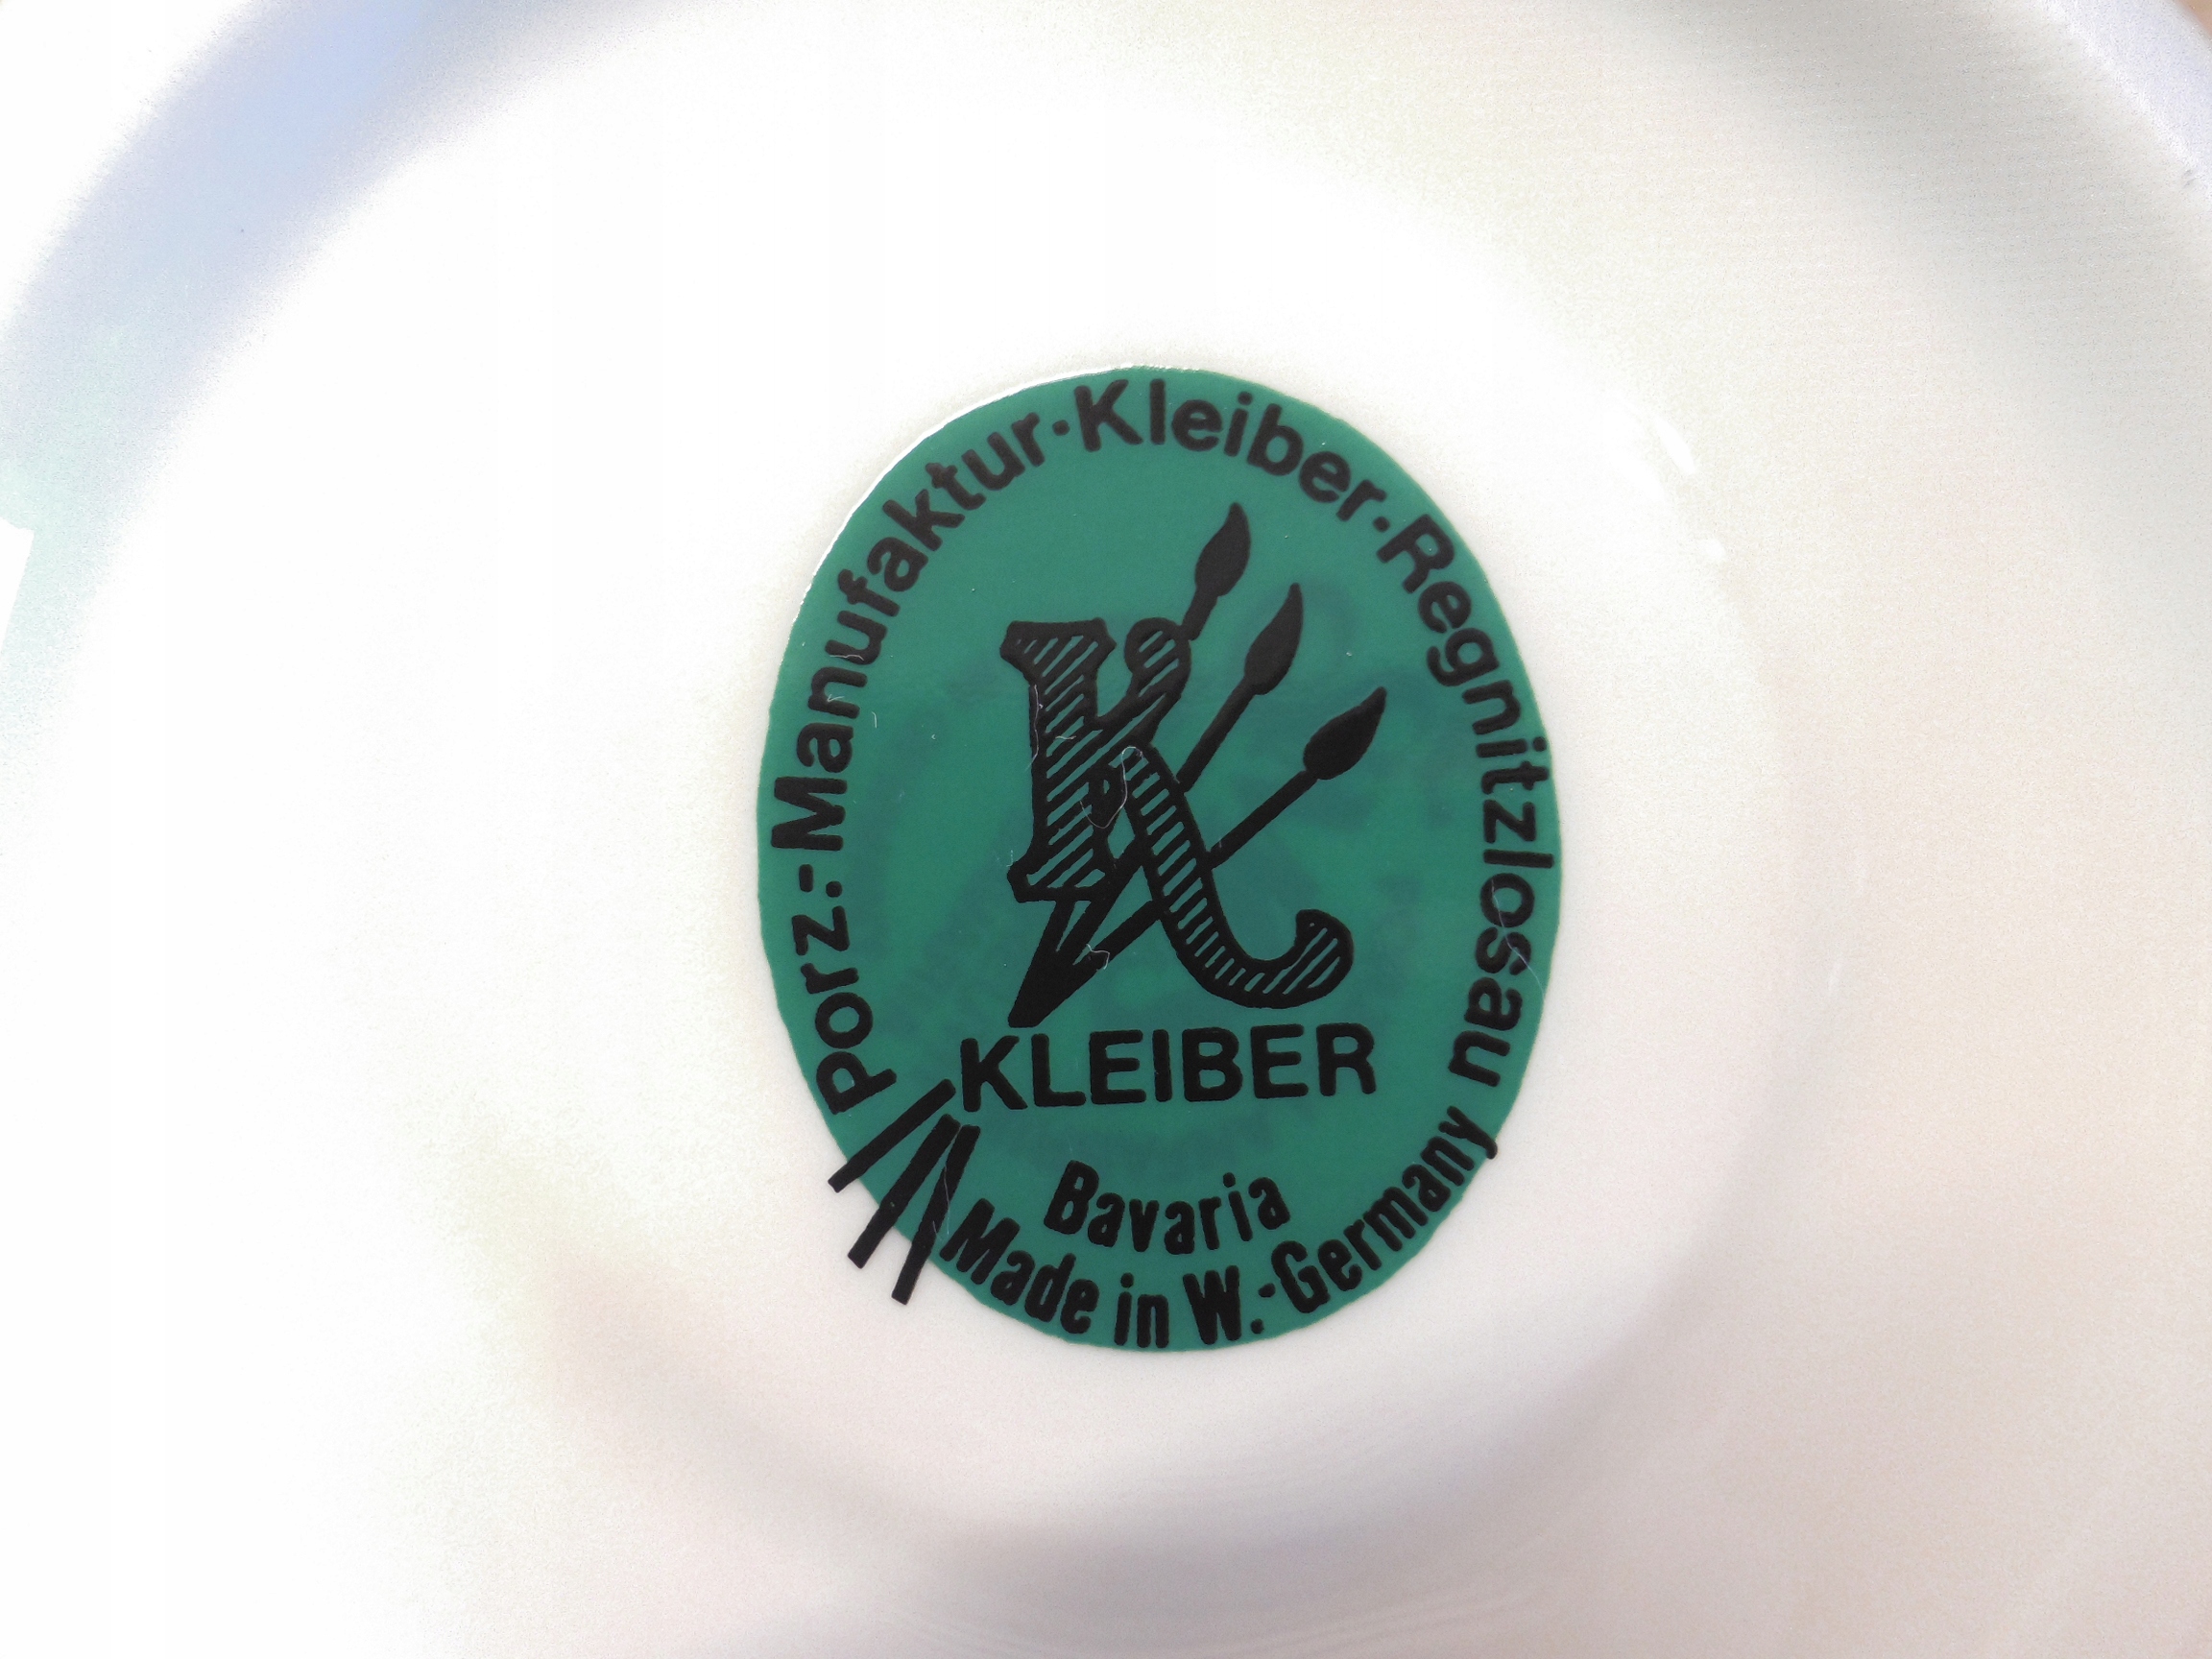 Porz.-Manufaktur·Kleiber·Regnitzlosau
K
KLEIBER
Bavaria
Made in W.-Germany